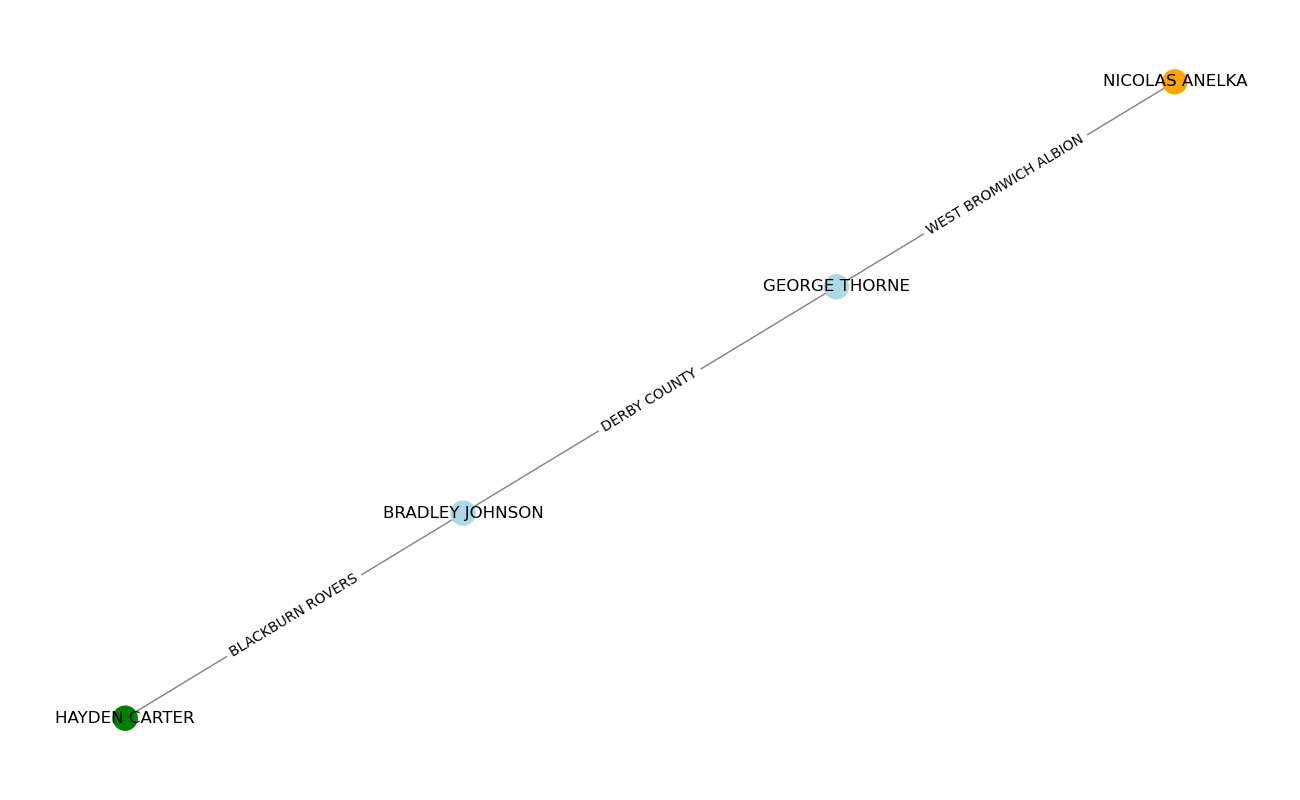 NICOLAS ANELKA
WEST BROMWICH ALBION
GEORGE THORNE
DERBY COUNTY
BRADLEY JOHNSON
BLACKBURN ROVERS
HAYDEN CARTER